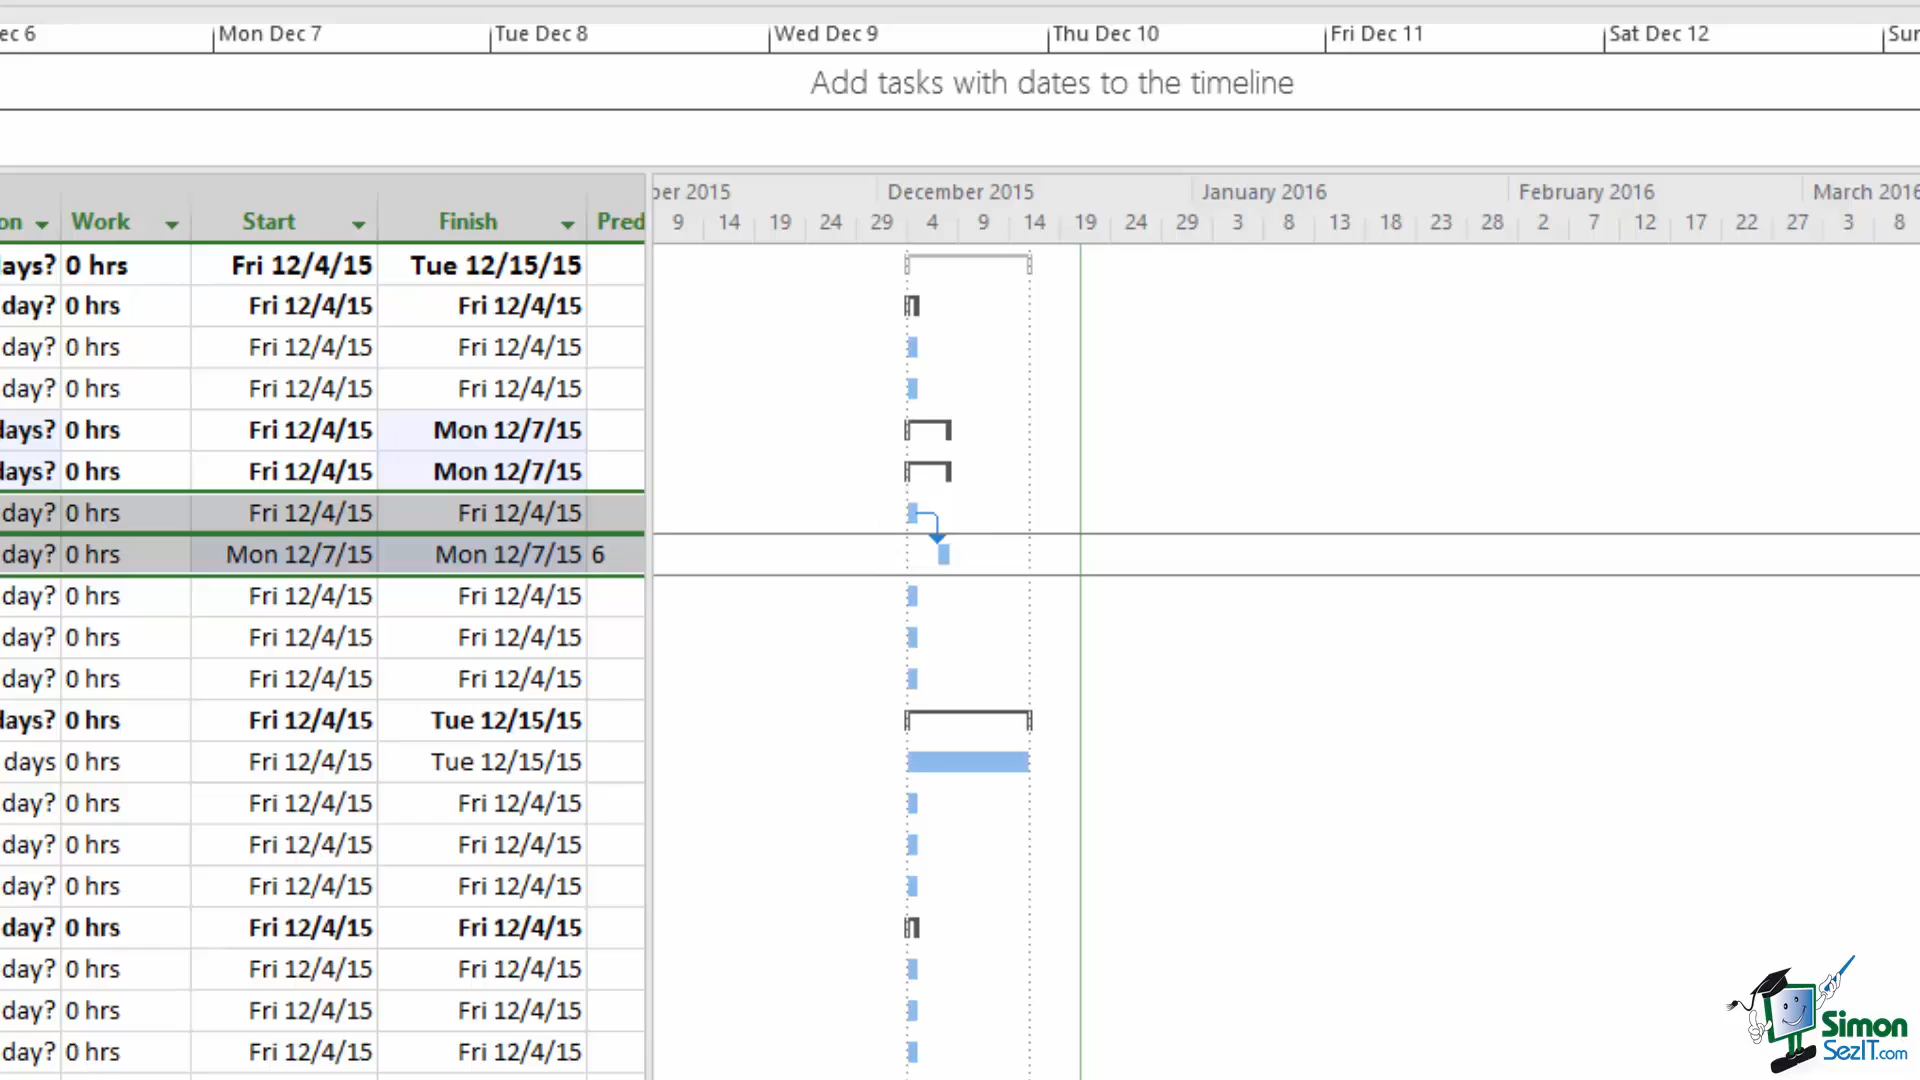 ec 6 Mon Dec 7 Tue Dec 8 Wed Dec 9 Thu Dec 10 Fri Dec 11 Sat Dec 12 Sun
Add tasks with dates to the timeline
ber 2015 December 2015 January 2016 February 2016 March 2016
on Work Start Finish Pred 9 14 19 24 29 4 9 14 19 24 29 3 8 13 18 23 28 2 7 12 17 22 27 3 8
ays? 0 hrs Fri 12/4/15 Tue 12/15/15
day? 0 hrs Fri 12/4/15 Fri 12/4/15
day? 0 hrs Fri 12/4/15 Fri 12/4/15
day? 0 hrs Fri 12/4/15 Fri 12/4/15
days? 0 hrs Fri 12/4/15 Mon 12/7/15
days? 0 hrs Fri 12/4/15 Mon 12/7/15
day? 0 hrs Fri 12/4/15 Fri 12/4/15
day? 0 hrs Mon 12/7/15 Mon 12/7/15 6
day? 0 hrs Fri 12/4/15 Fri 12/4/15
day? 0 hrs Fri 12/4/15 Fri 12/4/15
day? 0 hrs Fri 12/4/15 Fri 12/4/15
days? 0 hrs Fri 12/4/15 Tue 12/15/15
days 0 hrs Fri 12/4/15 Tue 12/15/15
day? 0 hrs Fri 12/4/15 Fri 12/4/15
day? 0 hrs Fri 12/4/15 Fri 12/4/15
day? 0 hrs Fri 12/4/15 Fri 12/4/15
day? 0 hrs Fri 12/4/15 Fri 12/4/15
day? 0 hrs Fri 12/4/15 Fri 12/4/15
day? 0 hrs Fri 12/4/15 Fri 12/4/15
day? 0 hrs Fri 12/4/15 Fri 12/4/15
Simon
SezIT.com